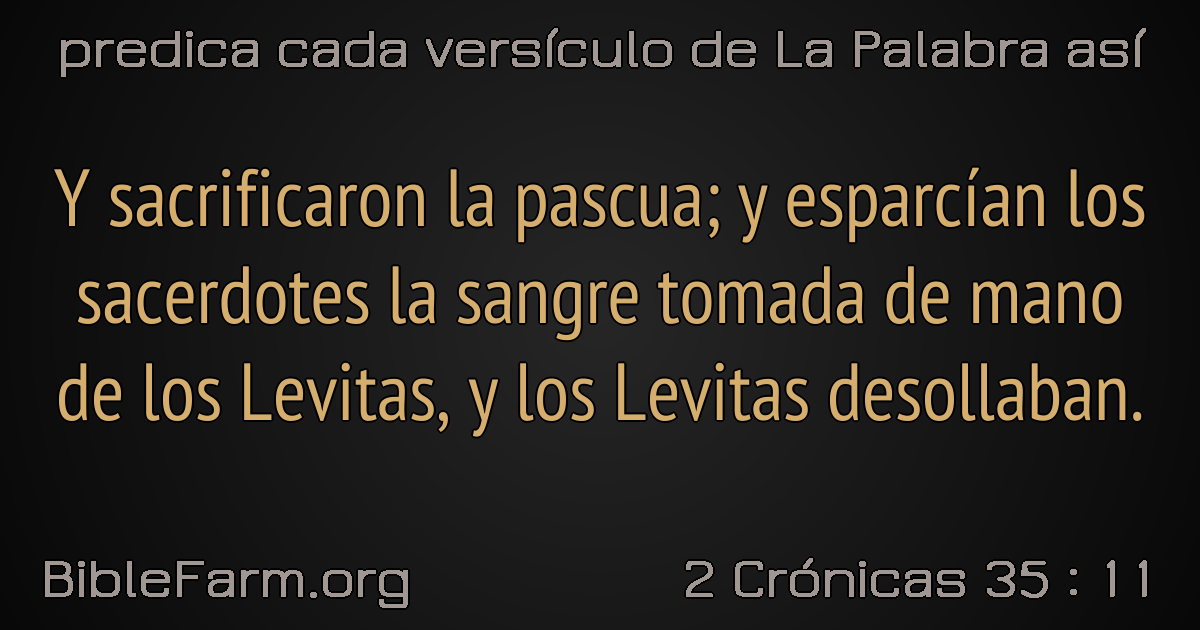 predica cada versículo de La Palabra así
Y sacrificaron la pascua; y esparcían los
sacerdotes la sangre tomada de mano
de los Levitas, y los Levitas desollaban.
BibleFarm.org
2 Crónicas 35 : 11